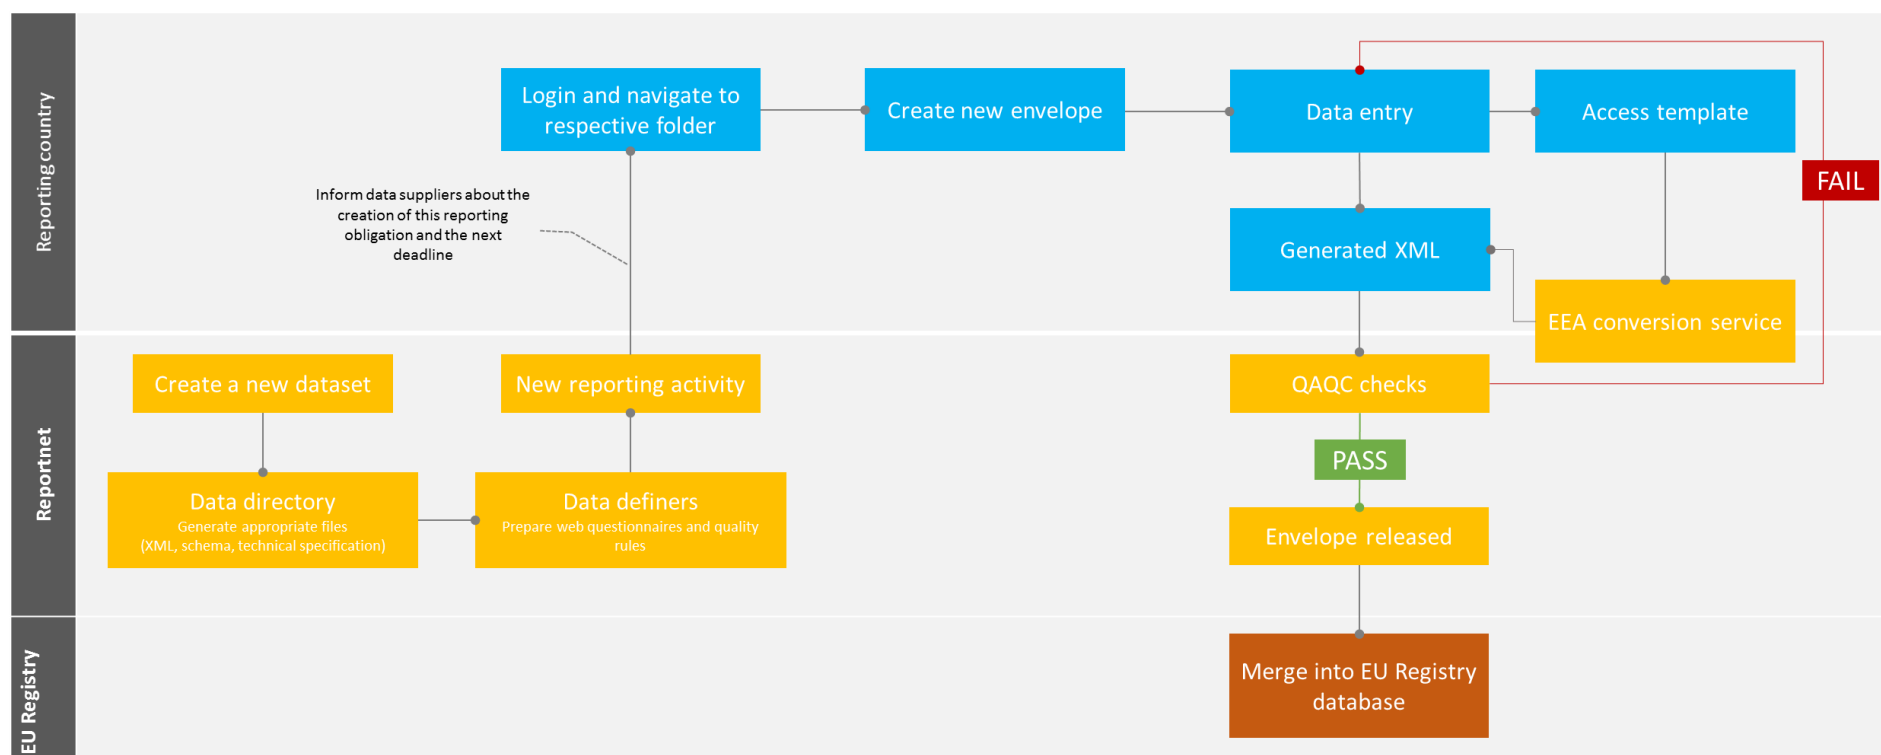 Reporting country
Login and navigate to
respective folder
Create new envelope
Data entry
Access template
FAIL
Inform data suppliers about the
creation of this reporting
obligation and the next
deadline
Generated XML
EEA conversion service
Reportnet
Create a new dataset
New reporting activity
QAQC checks
PASS
Data directory
Generate appropriate files
(XML, schema, technical specification)
Data definers
Prepare web questionnaires and quality
rules
Envelope released
EU Registry
Merge into EU Registry
database